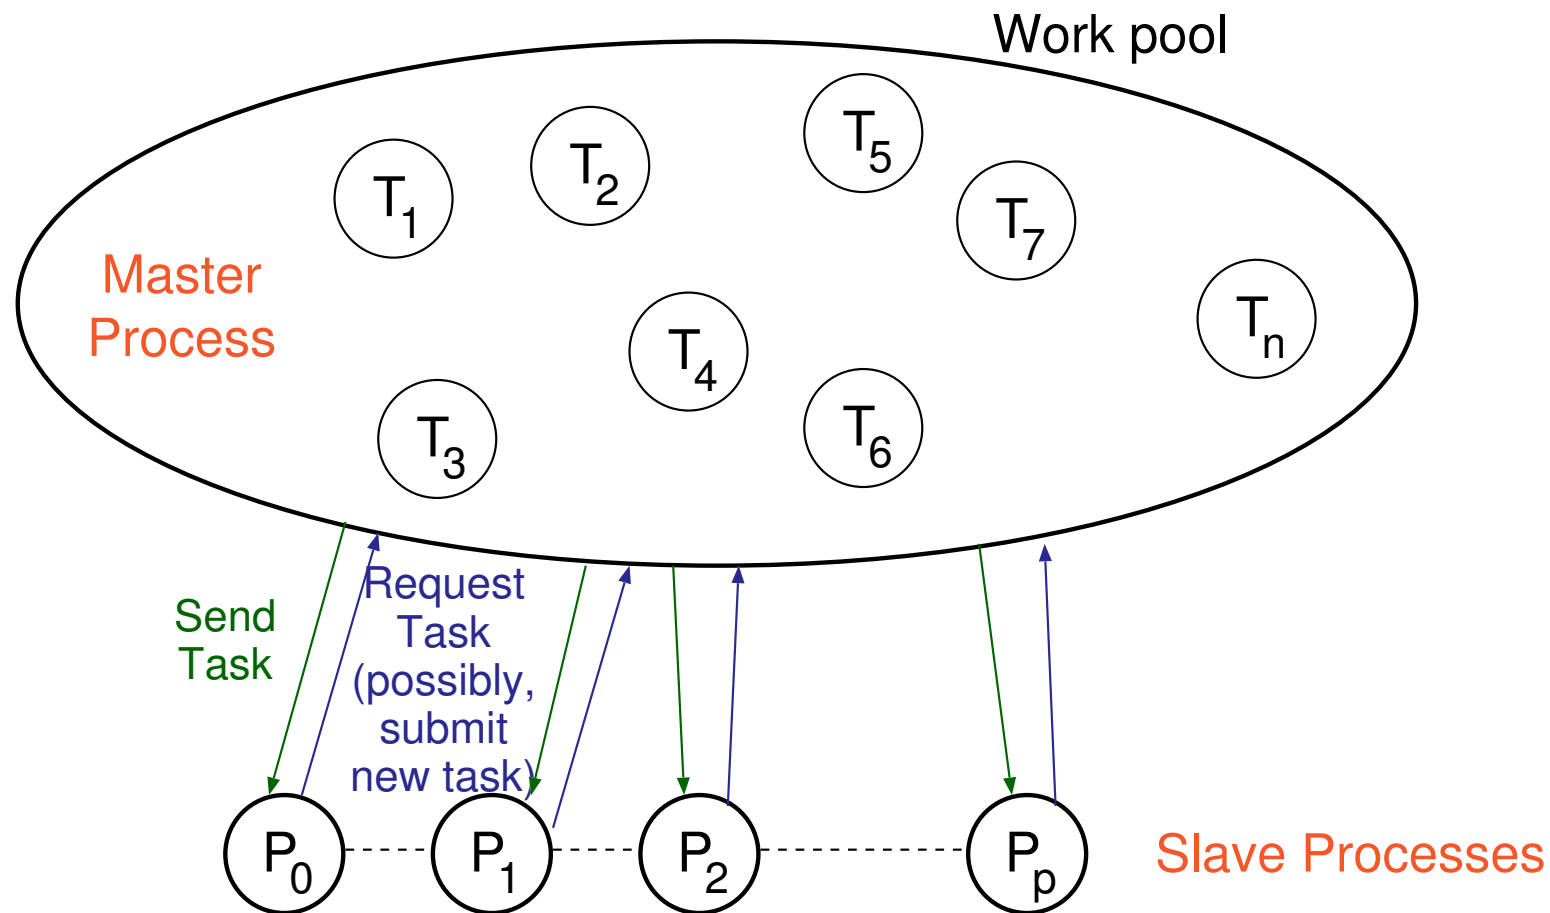 Work pool
T5
T2
T1
T7
Master
Process
Tn
T4
T3
T6
Send
Task
Request
Task
(possibly,
submit
new task)
P0
P1
P2
Pp
Slave Processes